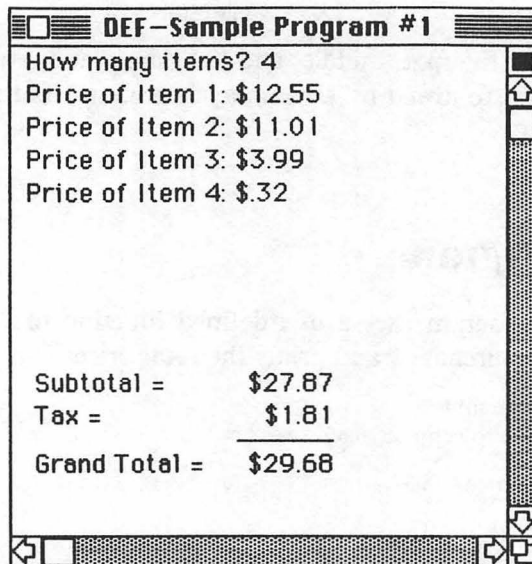 DEF—Sample Program #1
How many items? 4
Price of Item 1: $12.55
Price of Item 2: $11.01
Price of Item 3: $3.99
Price of Item 4: $.32
Subtotal = $27.87
Tax = $1.81
Grand Total = $29.68